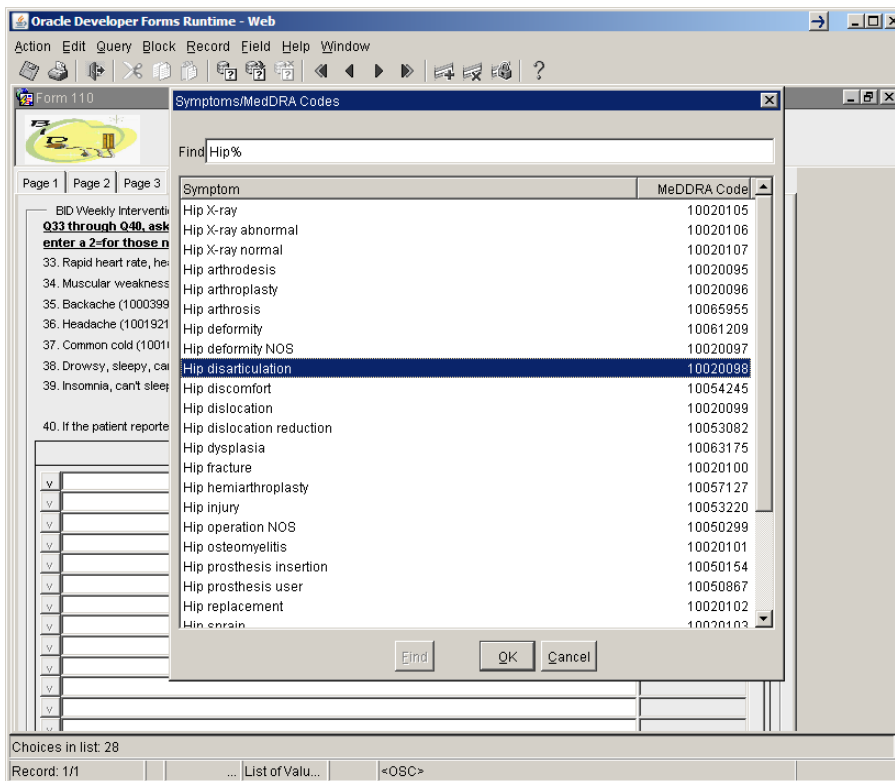 Oracle Developer Forms Runtime - Web
Action Edit Query Block Record Field Help Window
Form 110
Symptoms/MedDRA Codes
Find Hip%
Page 1 Page 2 Page 3
Symptom MeDDRA Code
BID Weekly Interventi
Q33 through Q40, ask
enter a 2=for those n
33. Rapid heart rate, hea
34. Muscular weakness
35. Backache (1000399
36. Headache (1001921
37. Common cold (1001
38. Drowsy, sleepy, ca
39. Insomnia, can't sleep
40. If the patient reporte
Hip X-ray 10020105
Hip X-ray abnormal 10020106
Hip X-ray normal 10020107
Hip arthrodesis 10020095
Hip arthroplasty 10020096
Hip arthrosis 10065955
Hip deformity 10061209
Hip deformity NOS 10020097
Hip disarticulation 10020098
Hip discomfort 10054245
Hip dislocation 10020099
Hip dislocation reduction 10053082
Hip dysplasia 10063175
Hip fracture 10020100
Hip hemiarthroplasty 10057127
Hip injury 10053220
Hip operation NOS 10050299
Hip osteomyelitis 10020101
Hip prosthesis insertion 10050154
Hip prosthesis user 10050867
Hip replacement 10020102
Hip sprain 10020103
Find OK Cancel
v
v
v
v
v
v
v
v
v
v
v
v
v
Choices in list: 28
Record: 1/1 ... List of Valu... <OSC>